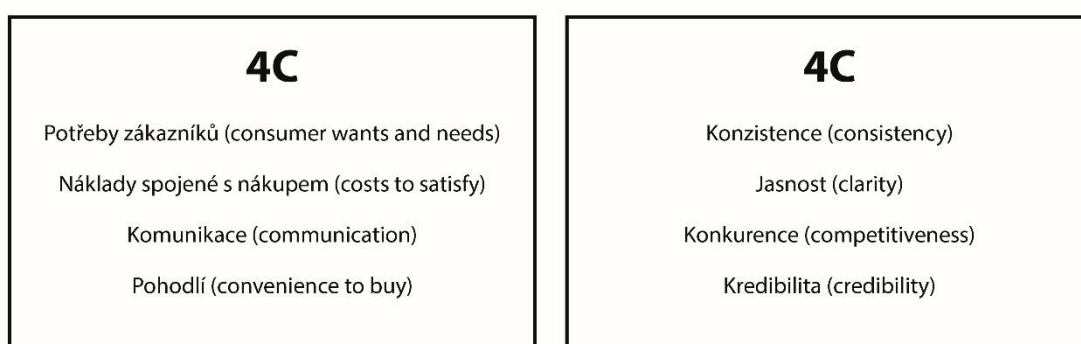 4C
Potřeby zákazníků (consumer wants and needs)
Náklady spojené s nákupem (costs to satisfy)
Komunikace (communication)
Pohodlí (convenience to buy)
4C
Konzistence (consistency)
Jasnost (clarity)
Konkurence (competitiveness)
Kredibilita (credibility)